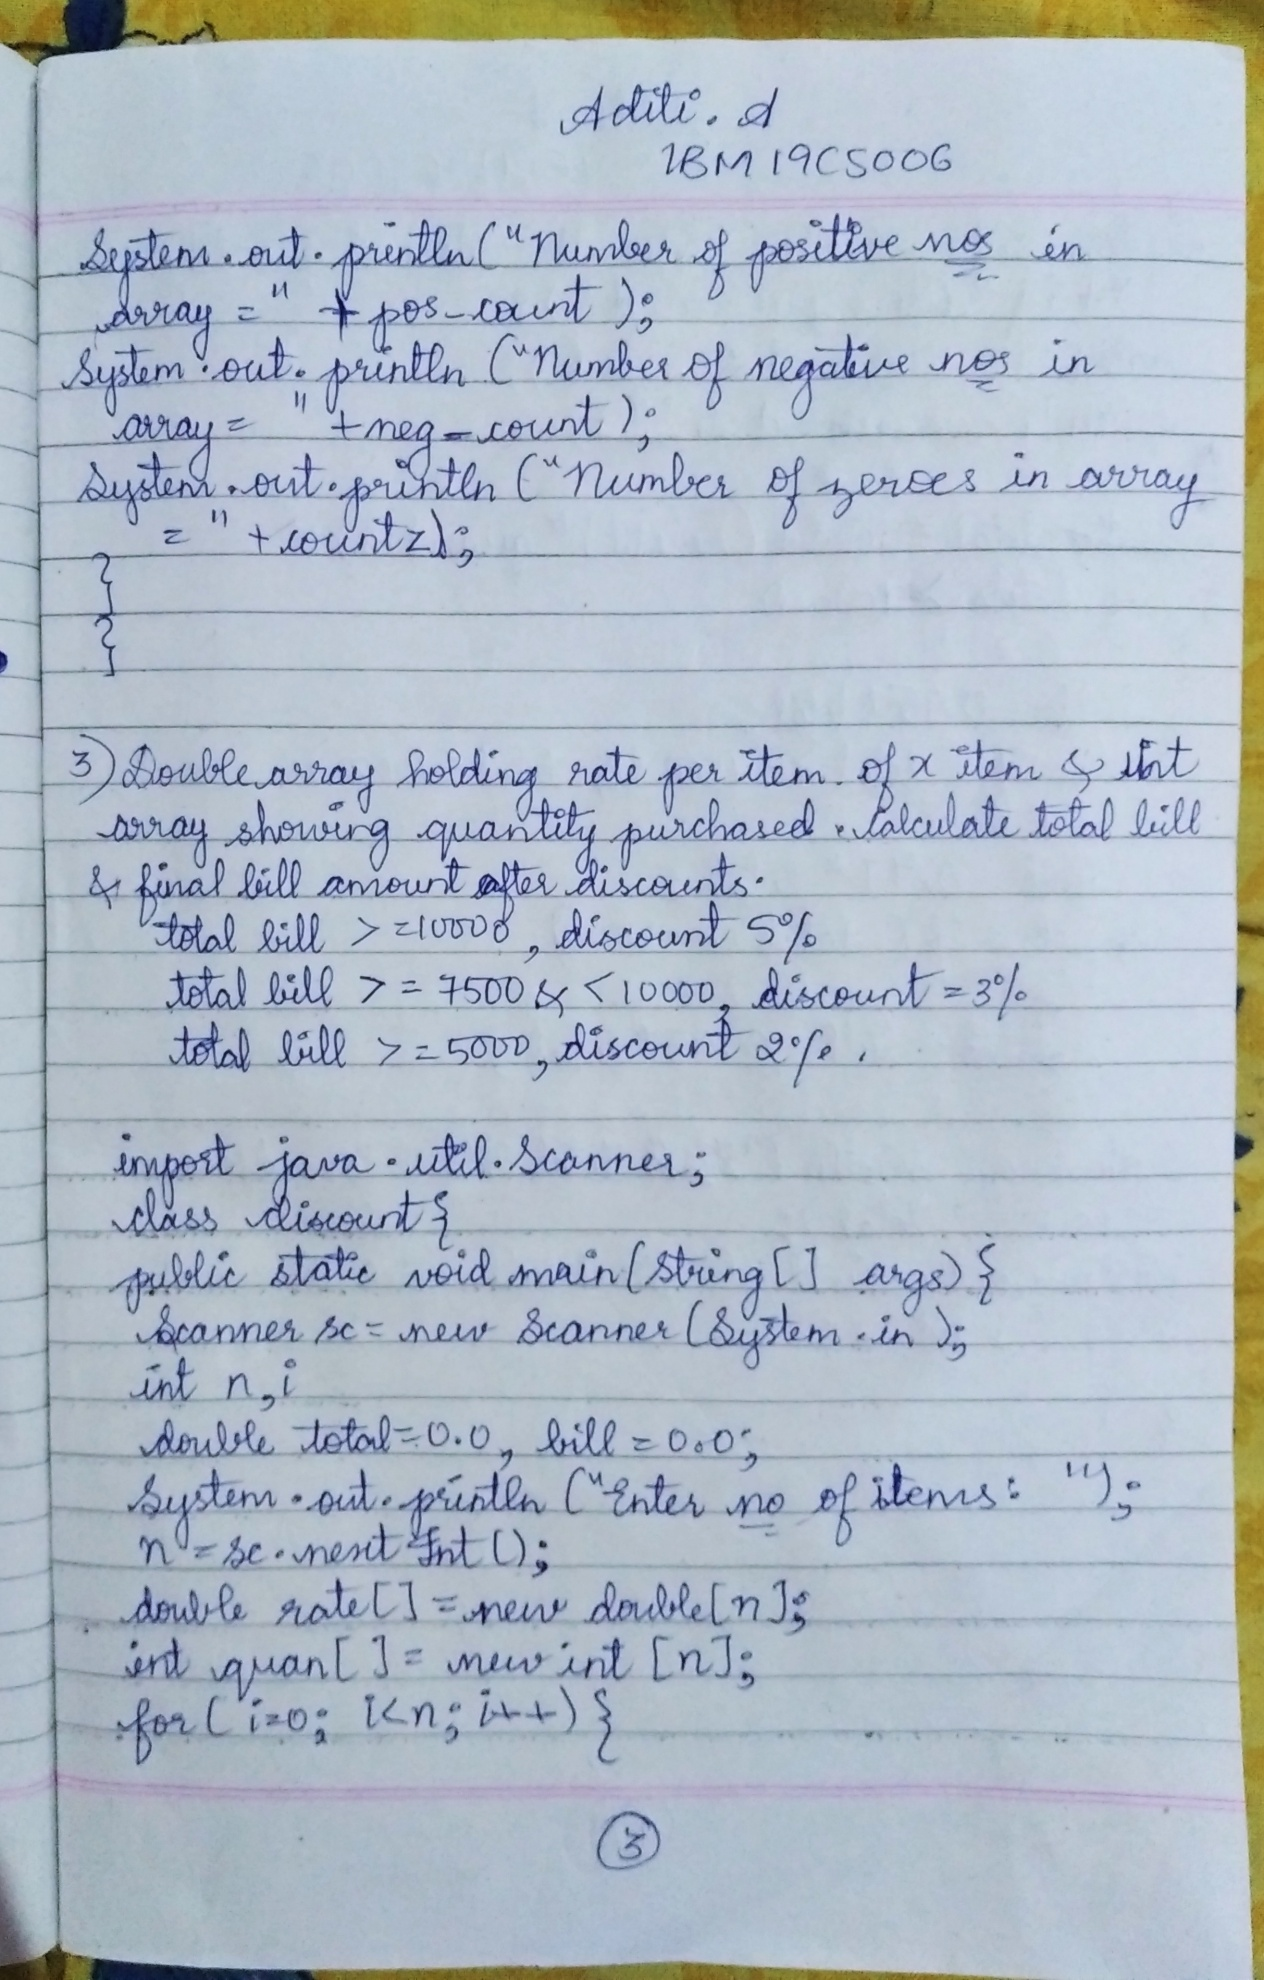 Aditi. A
1BM19CS006
System.out.println("Number of positive nos in
array =" + pos-count);
System.out.println("Number of negative nos in
array = " +neg-count);
System.out.println("Number of zeroes in array
= " +countz);
}
}
3) Double array holding rate per item of x item & int
array showing quantity purchased. Calculate total bill
& final bill amount after discounts.
total bill >=10000, discount 5%
total bill >= 7500 & <10000, discount = 3%
total bill >=5000, discount 2%.
import java.util.Scanner;
class discount{
public static void main(String[] args){
Scanner sc= new Scanner(System.in);
int n,i
double total=0.0, bill=0.0;
System.out.println("Enter no of items: ");
n = sc.nextInt();
double rate[] = new double[n];
int quan[] = new int [n];
for( i=0; i<n; i++){
3